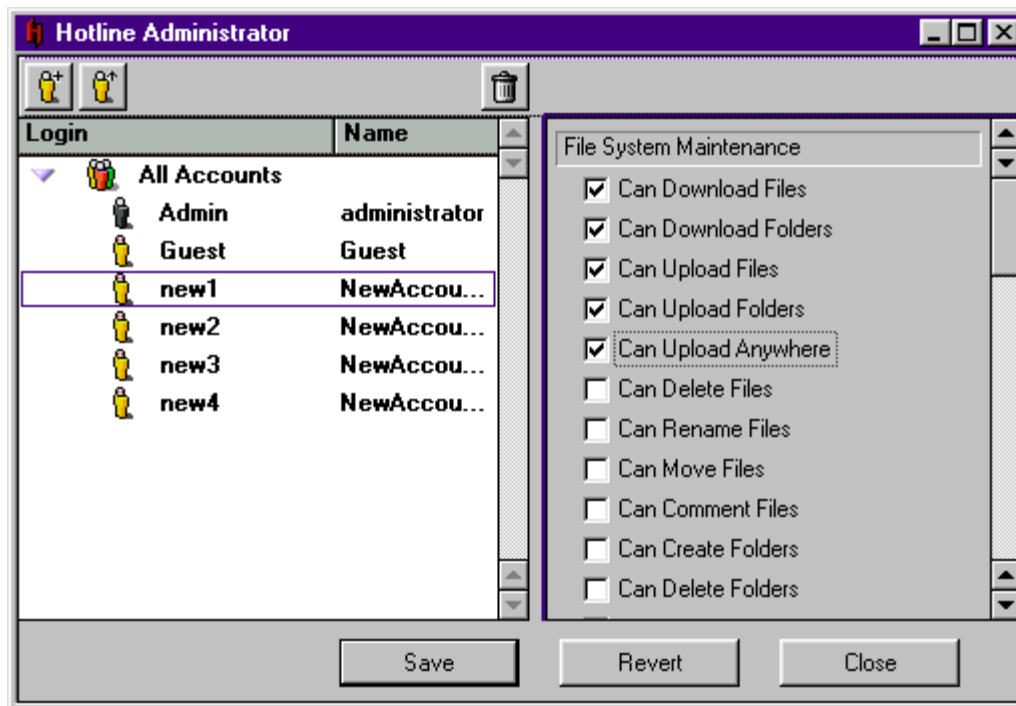 Hotline Administrator
Login Name
All Accounts
Admin administrator
Guest Guest
new1 NewAccou...
new2 NewAccou...
new3 NewAccou...
new4 NewAccou...
File System Maintenance
Can Download Files
Can Download Folders
Can Upload Files
Can Upload Folders
Can Upload Anywhere
Can Delete Files
Can Rename Files
Can Move Files
Can Comment Files
Can Create Folders
Can Delete Folders
Save Revert Close